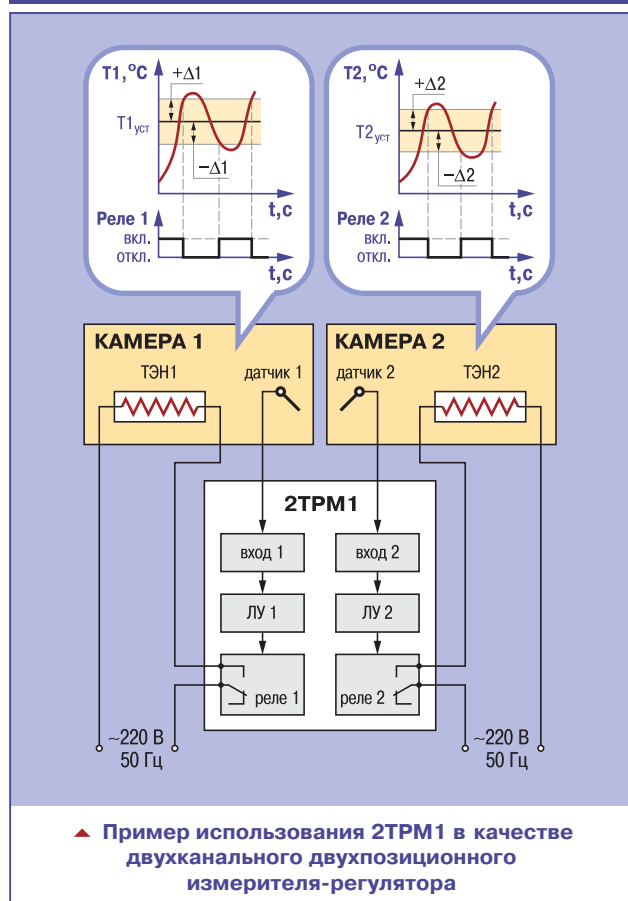 T1,°C
+Δ1
T1уст
−Δ1
t,с
Реле 1
ВКЛ.
ОТКЛ.
t,с
T2,°C
+Δ2
T2уст
−Δ2
t,с
Реле 2
ВКЛ.
ОТКЛ.
t,с
КАМЕРА 1
ТЭН1
датчик 1
КАМЕРА 2
датчик 2
ТЭН2
2ТРМ1
вход 1
вход 2
ЛУ 1
ЛУ 2
реле 1
реле 2
~220 В
50 Гц
~220 В
50 Гц
Пример использования 2ТРМ1 в качестве
двухканального двухпозиционного
измерителя-регулятора